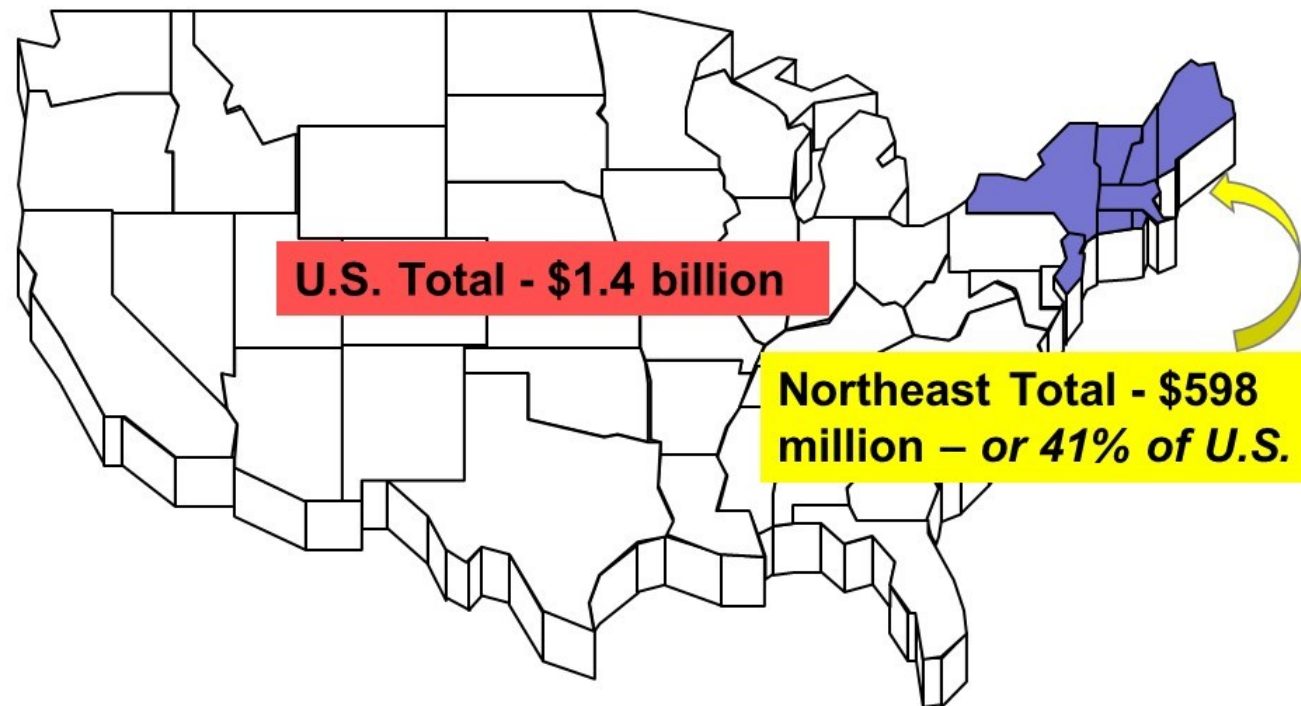 U.S. Total - $1.4 billion
Northeast Total - $598
million – or 41% of U.S.